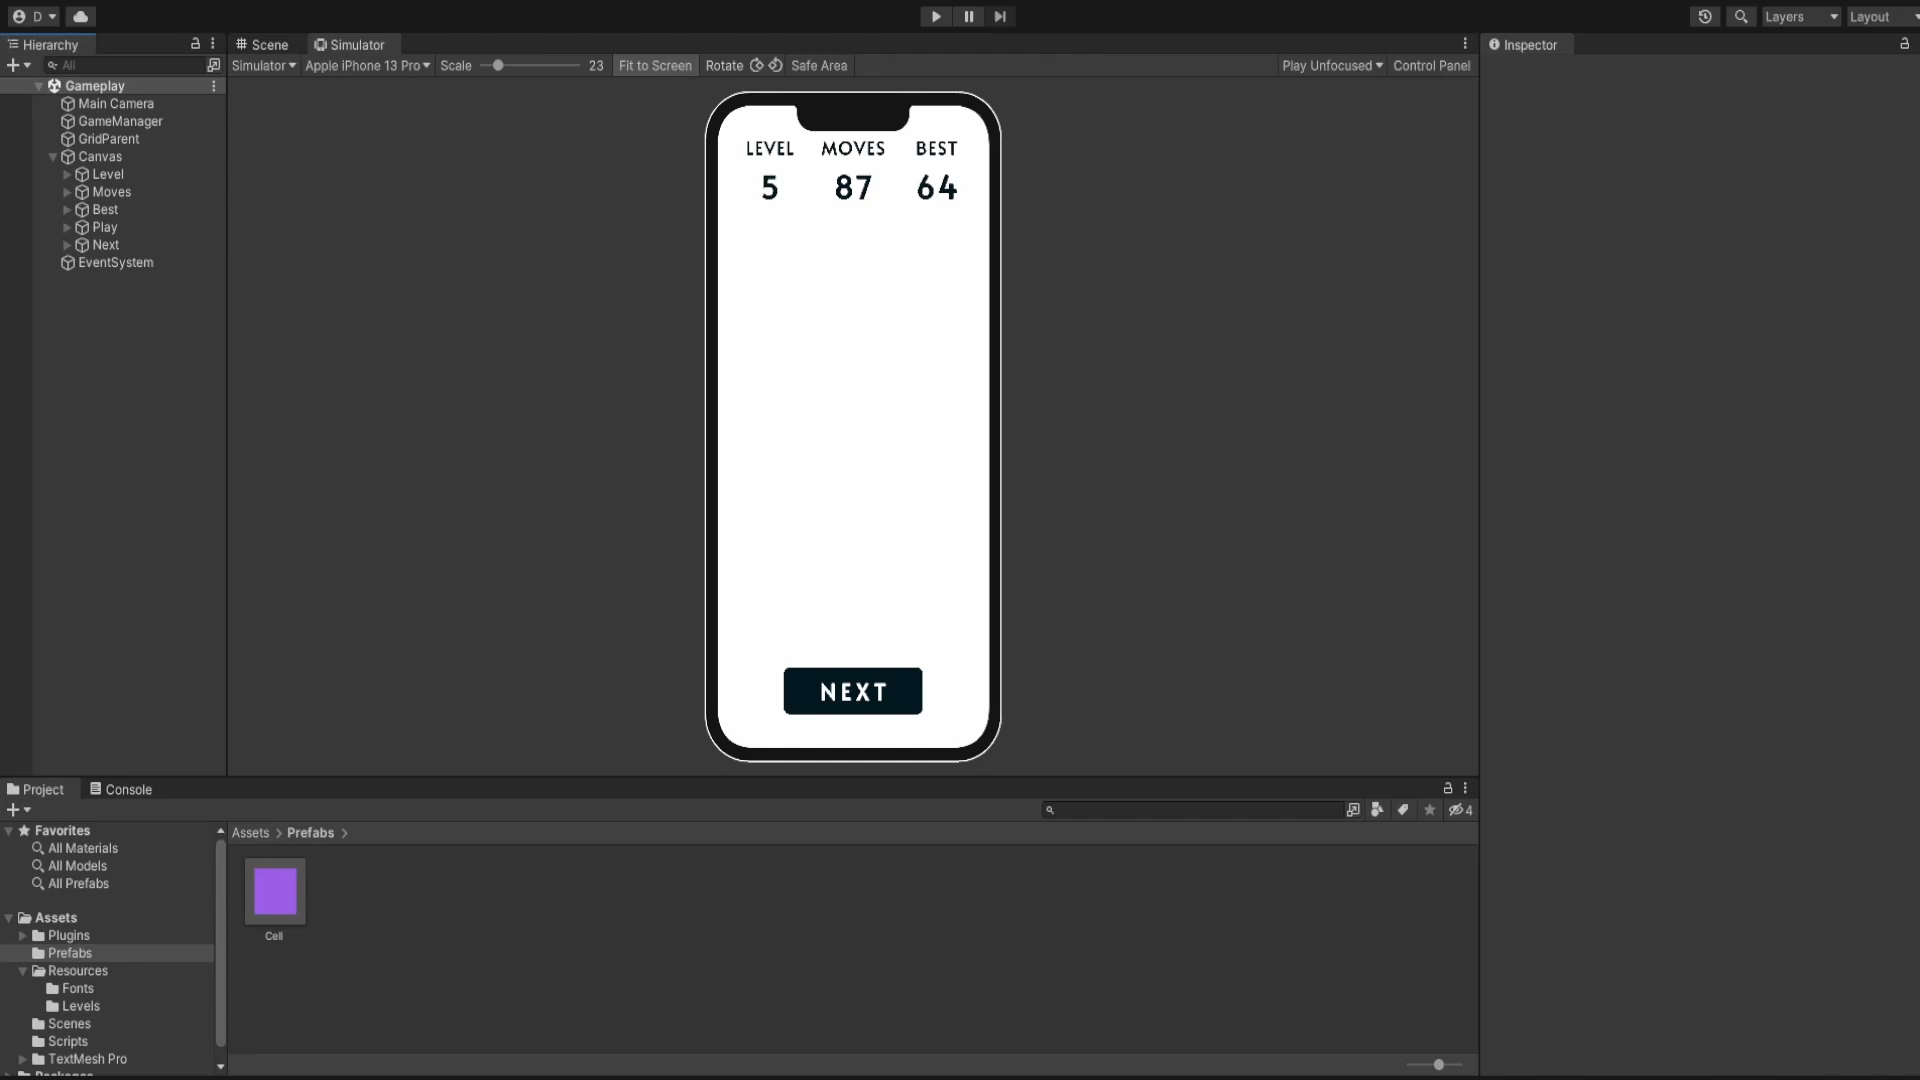 D
Layers
Layout
Hierarchy
Scene
Simulator
Inspector
All
Simulator
Apple iPhone 13 Pro
Scale
23
Fit to Screen
Rotate
Safe Area
Play Unfocused
Control Panel
Gameplay
Main Camera
GameManager
GridParent
Canvas
Level
Moves
Best
Play
Next
EventSystem
LEVEL MOVES BEST
5 87 64
NEXT
Project
Console
4
Favorites
All Materials
All Models
All Prefabs
Assets
Plugins
Prefabs
Resources
Fonts
Levels
Scenes
Scripts
TextMesh Pro
Packages
Assets > Prefabs >
Cell